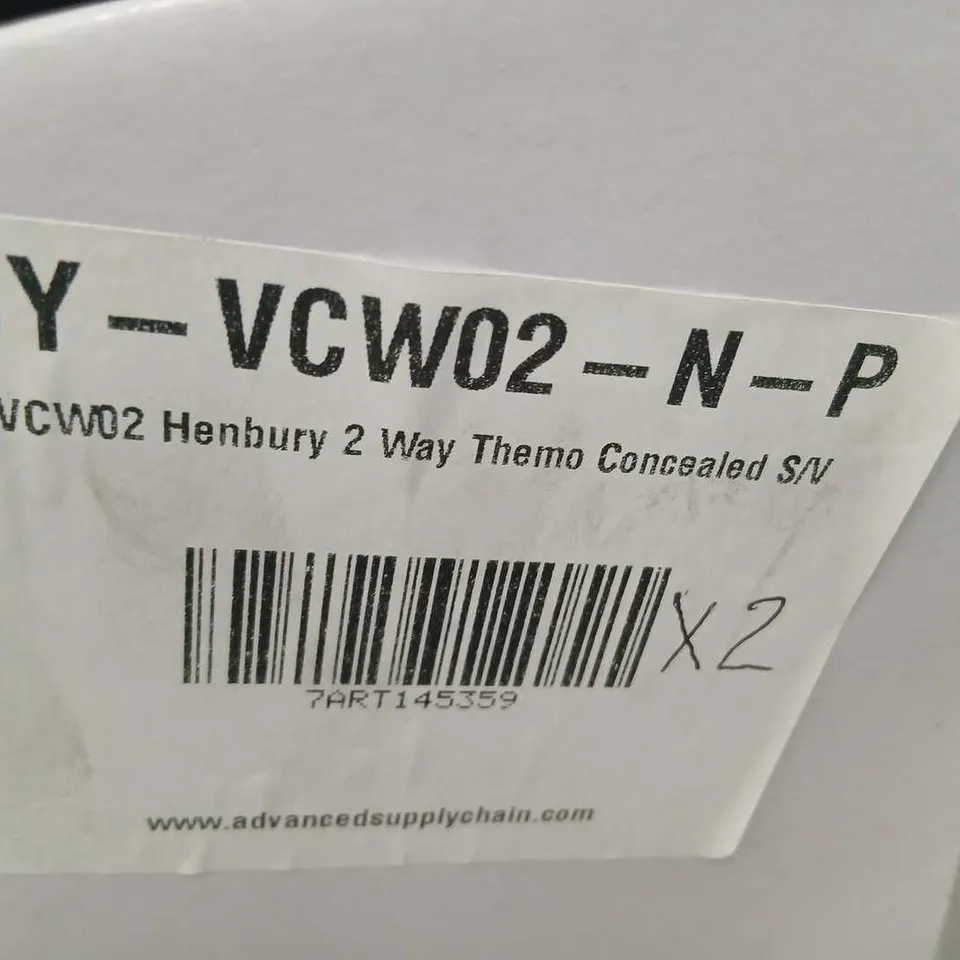 Y-VCW02-N-P
VCW02 Henbury 2 Way Themo Concealed S/V
X2
7ART145359
www.advancedsupplychain.com